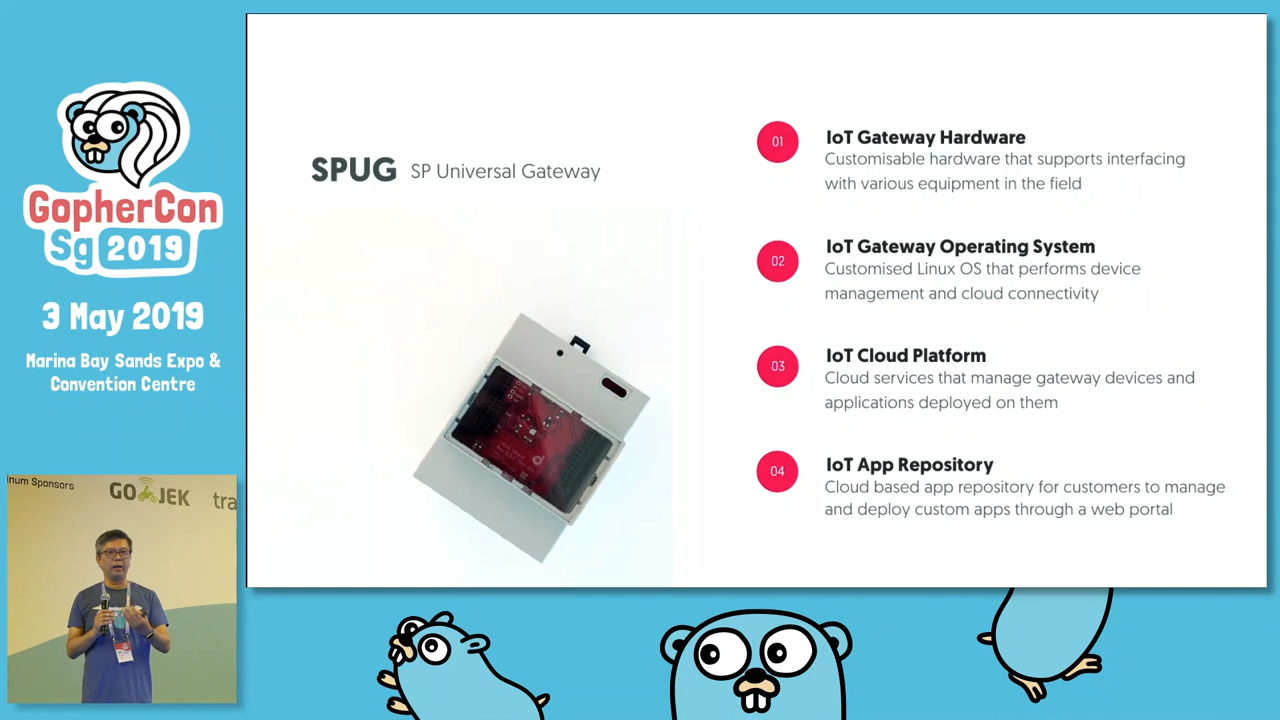 GopherCon
Sg 2019
3 May 2019
Marina Bay Sands Expo &
Convention Centre
inum Sponsors
GO JEK
tra
SPUG SP Universal Gateway
01
IoT Gateway Hardware
Customisable hardware that supports interfacing
with various equipment in the field
02
IoT Gateway Operating System
Customised Linux OS that performs device
management and cloud connectivity
03
IoT Cloud Platform
Cloud services that manage gateway devices and
applications deployed on them
04
IoT App Repository
Cloud based app repository for customers to manage
and deploy custom apps through a web portal